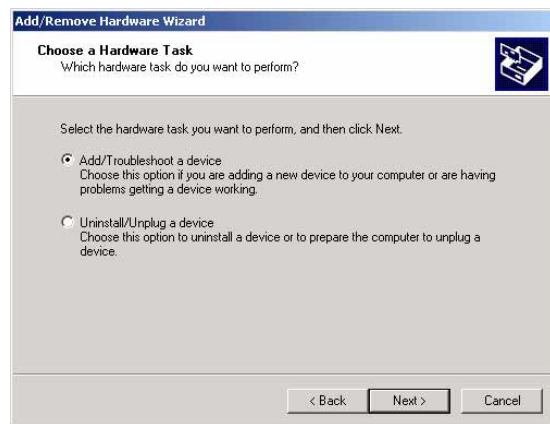 Add/Remove Hardware Wizard
Choose a Hardware Task
Which hardware task do you want to perform?
Select the hardware task you want to perform, and then click Next.
Add/Troubleshoot a device
Choose this option if you are adding a new device to your computer or are having
problems getting a device working.
Uninstall/Unplug a device
Choose this option to uninstall a device or to prepare the computer to unplug a
device.
< Back Next > Cancel